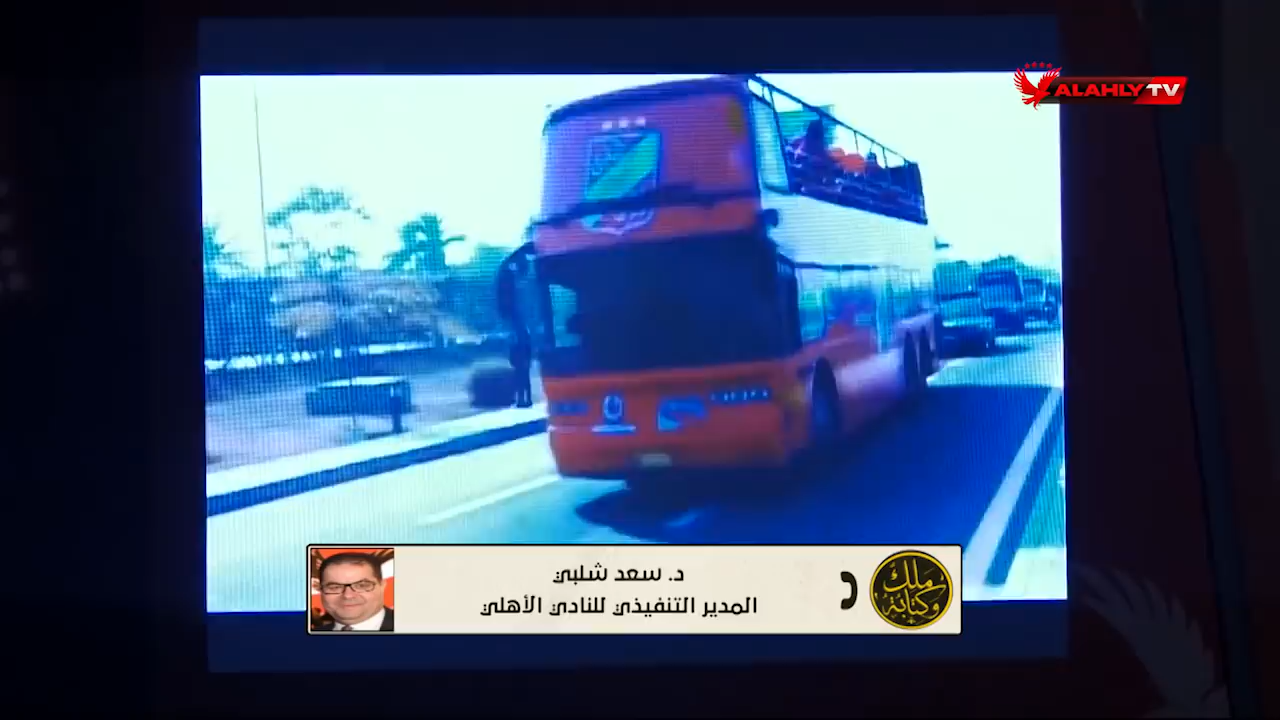 ALAHLY TV
د. سعد شلبي
المدير التنفيذي للنادي الأهلي
ملك
وكتابة